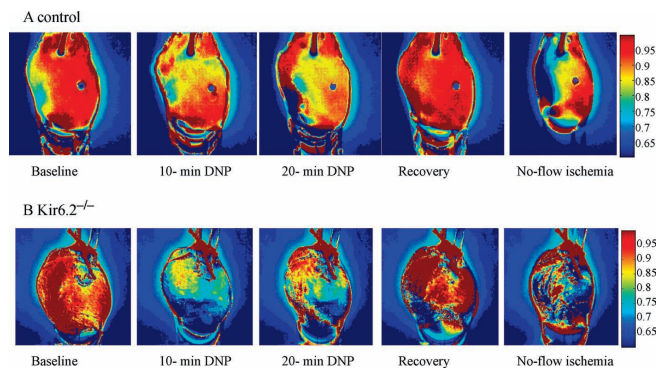 A control
0.95
0.9
0.85
0.8
0.75
0.7
0.65
Baseline
10- min DNP
20- min DNP
Recovery
No-flow ischemia
B Kir6.2–/–
0.95
0.9
0.85
0.8
0.75
0.7
0.65
Baseline
10- min DNP
20- min DNP
Recovery
No-flow ischemia